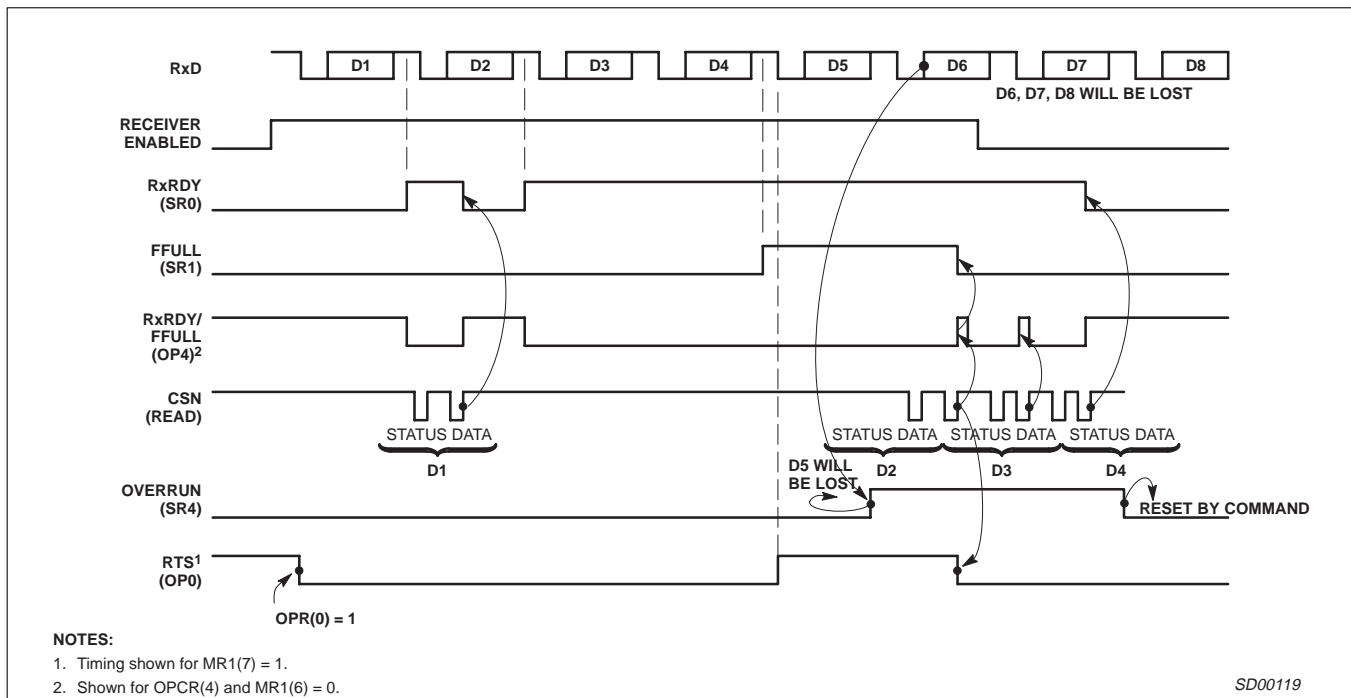 RxD
D1
D2
D3
D4
D5
D6
D7
D8
D6, D7, D8 WILL BE LOST
RECEIVER
ENABLED
RxRDY
(SR0)
FFULL
(SR1)
RxRDY/
FFULL
(OP4)2
CSN
(READ)
STATUS DATA
STATUS DATA
STATUS DATA
STATUS DATA
D1
D2
D3
D4
D5 WILL
BE LOST
OVERRUN
(SR4)
RESET BY COMMAND
RTS1
(OP0)
OPR(0) = 1
NOTES:
1. Timing shown for MR1(7) = 1.
2. Shown for OPCR(4) and MR1(6) = 0.
SD00119